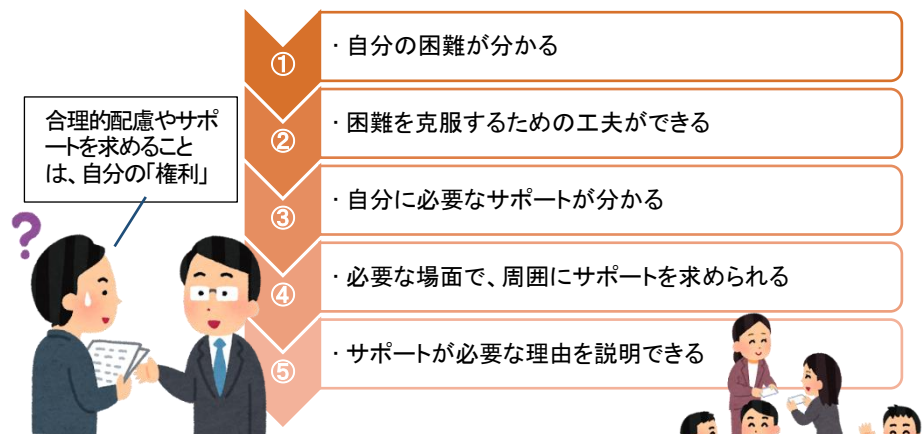 合理的配慮やサポ
ートを求めること
は、自分の「権利」
?
① ・自分の困難が分かる
② ・困難を克服するための工夫ができる
③ ・自分に必要なサポートが分かる
④ ・必要な場面で、周囲にサポートを求められる
⑤ ・サポートが必要な理由を説明できる